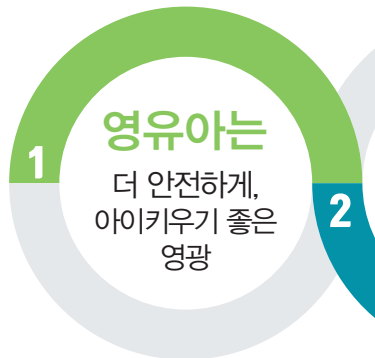 1
영유아는
더 안전하게,
아이키우기 좋은
영광
2